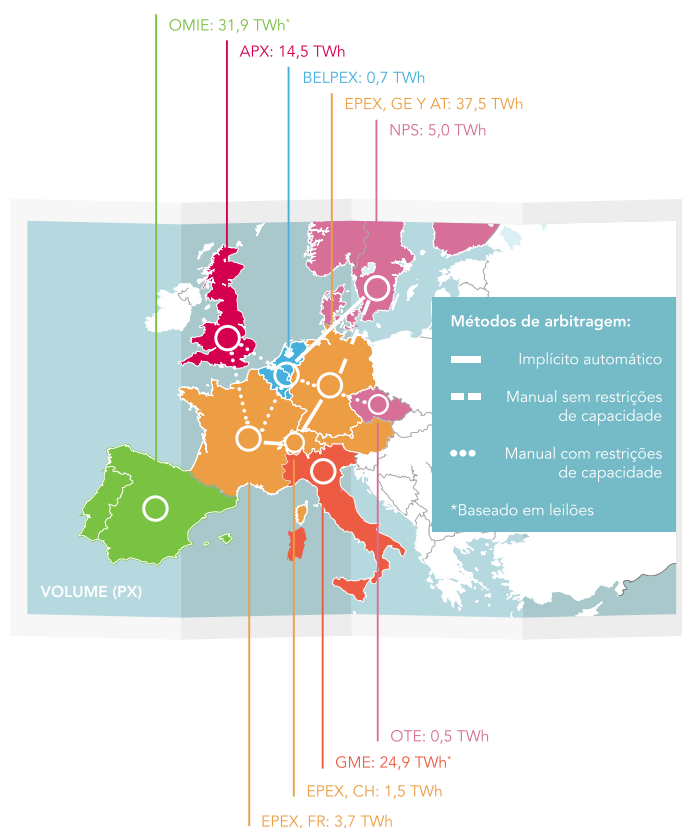 OMIE: 31,9 TWh*
APX: 14,5 TWh
BELPEX: 0,7 TWh
EPEX, GE Y AT: 37,5 TWh
NPS: 5,0 TWh
Métodos de arbitragem:
Implícito automático
Manual sem restrições
de capacidade
Manual com restrições
de capacidade
*Baseado em leilões
VOLUME (PX)
OTE: 0,5 TWh
GME: 24,9 TWh*
EPEX, CH: 1,5 TWh
EPEX, FR: 3,7 TWh